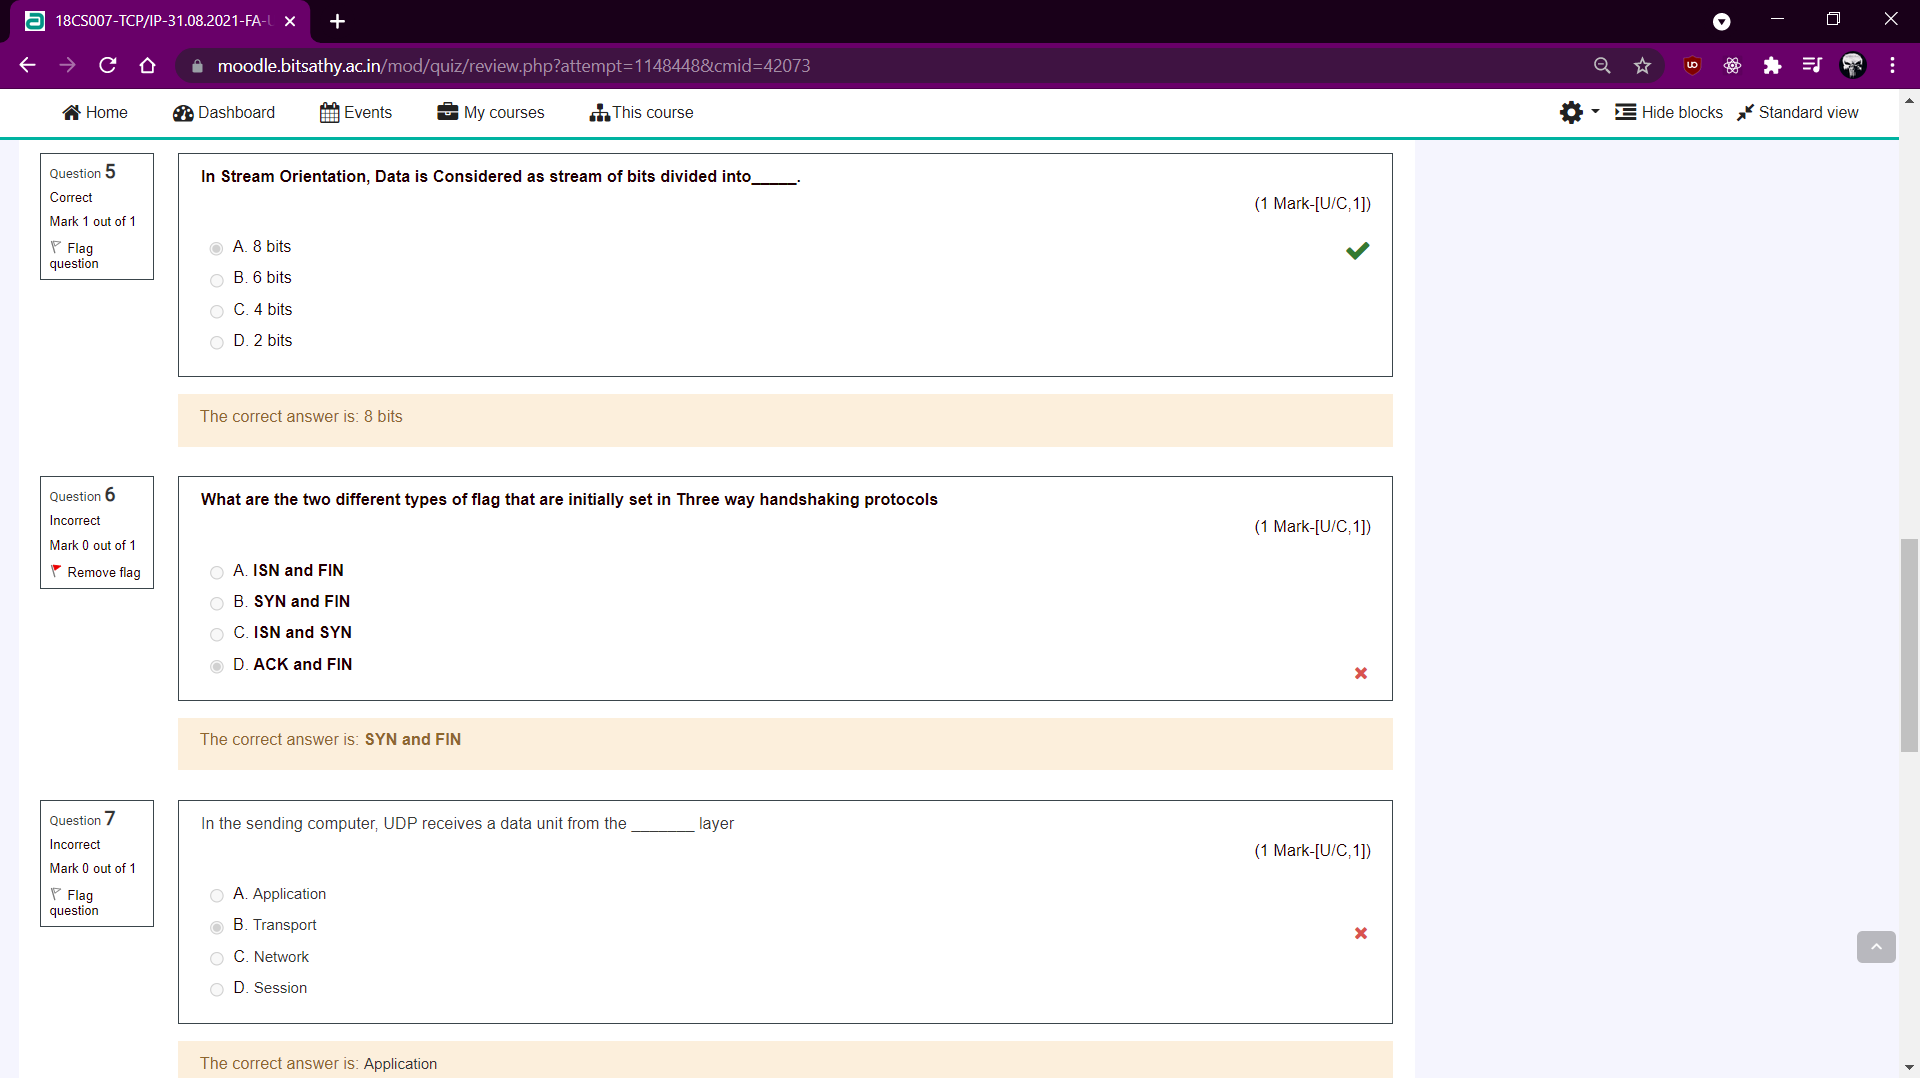 18CS007-TCP/IP-31.08.2021-FA-
moodle.bitsathy.ac.in/mod/quiz/review.php?attempt=1148448&cmid=42073
Home Dashboard Events My courses This course Hide blocks Standard view
Question 5
Correct
Mark 1 out of 1
Flag
question
In Stream Orientation, Data is Considered as stream of bits divided into_____.
(1 Mark-[U/C,1])
A. 8 bits
B. 6 bits
C. 4 bits
D. 2 bits
The correct answer is: 8 bits
Question 6
Incorrect
Mark 0 out of 1
Remove flag
What are the two different types of flag that are initially set in Three way handshaking protocols
(1 Mark-[U/C,1])
A. ISN and FIN
B. SYN and FIN
C. ISN and SYN
D. ACK and FIN
The correct answer is: SYN and FIN
Question 7
Incorrect
Mark 0 out of 1
Flag
question
In the sending computer, UDP receives a data unit from the _______ layer
(1 Mark-[U/C,1])
A. Application
B. Transport
C. Network
D. Session
The correct answer is: Application